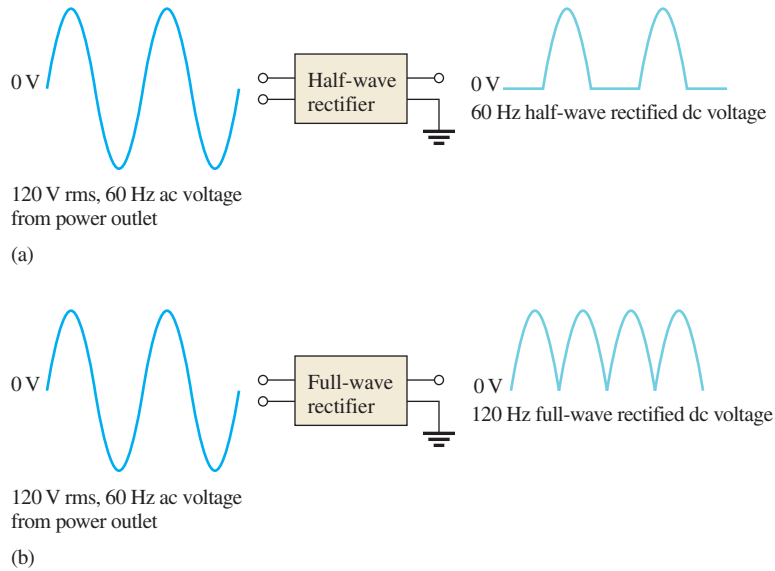 0 V
Half-wave
rectifier
0 V
60 Hz half-wave rectified dc voltage
120 V rms, 60 Hz ac voltage
from power outlet
(a)
0 V
Full-wave
rectifier
0 V
120 Hz full-wave rectified dc voltage
120 V rms, 60 Hz ac voltage
from power outlet
(b)